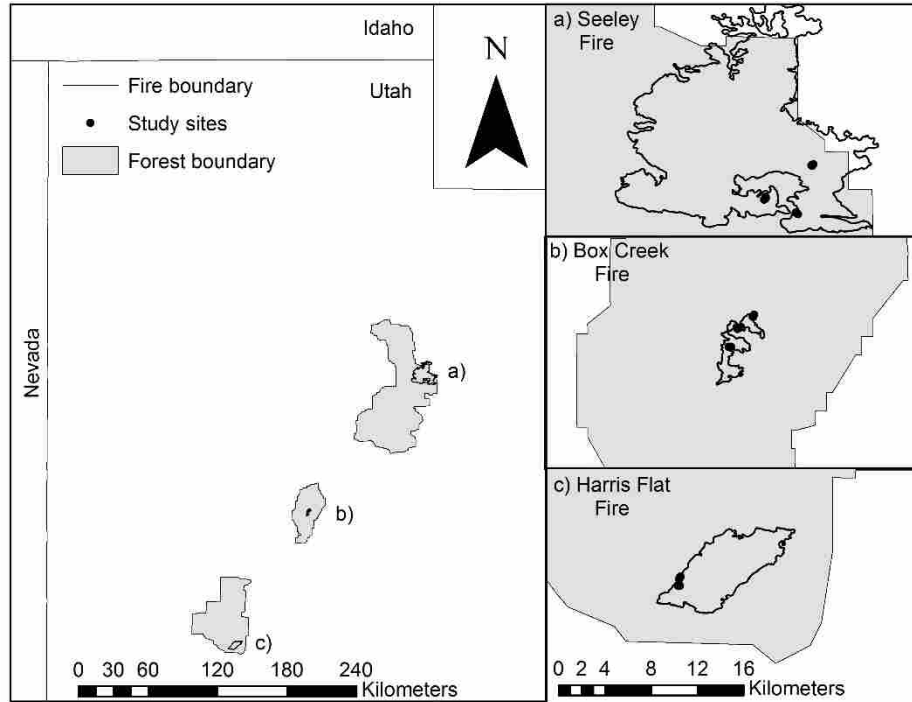 Idaho
Utah
N
Fire boundary
Study sites
Forest boundary
Nevada
a)
b)
c)
0 30 60 120 180 240
Kilometers
a) Seeley
Fire
b) Box Creek
Fire
c) Harris Flat
Fire
0 2 4 8 12 16
Kilometers